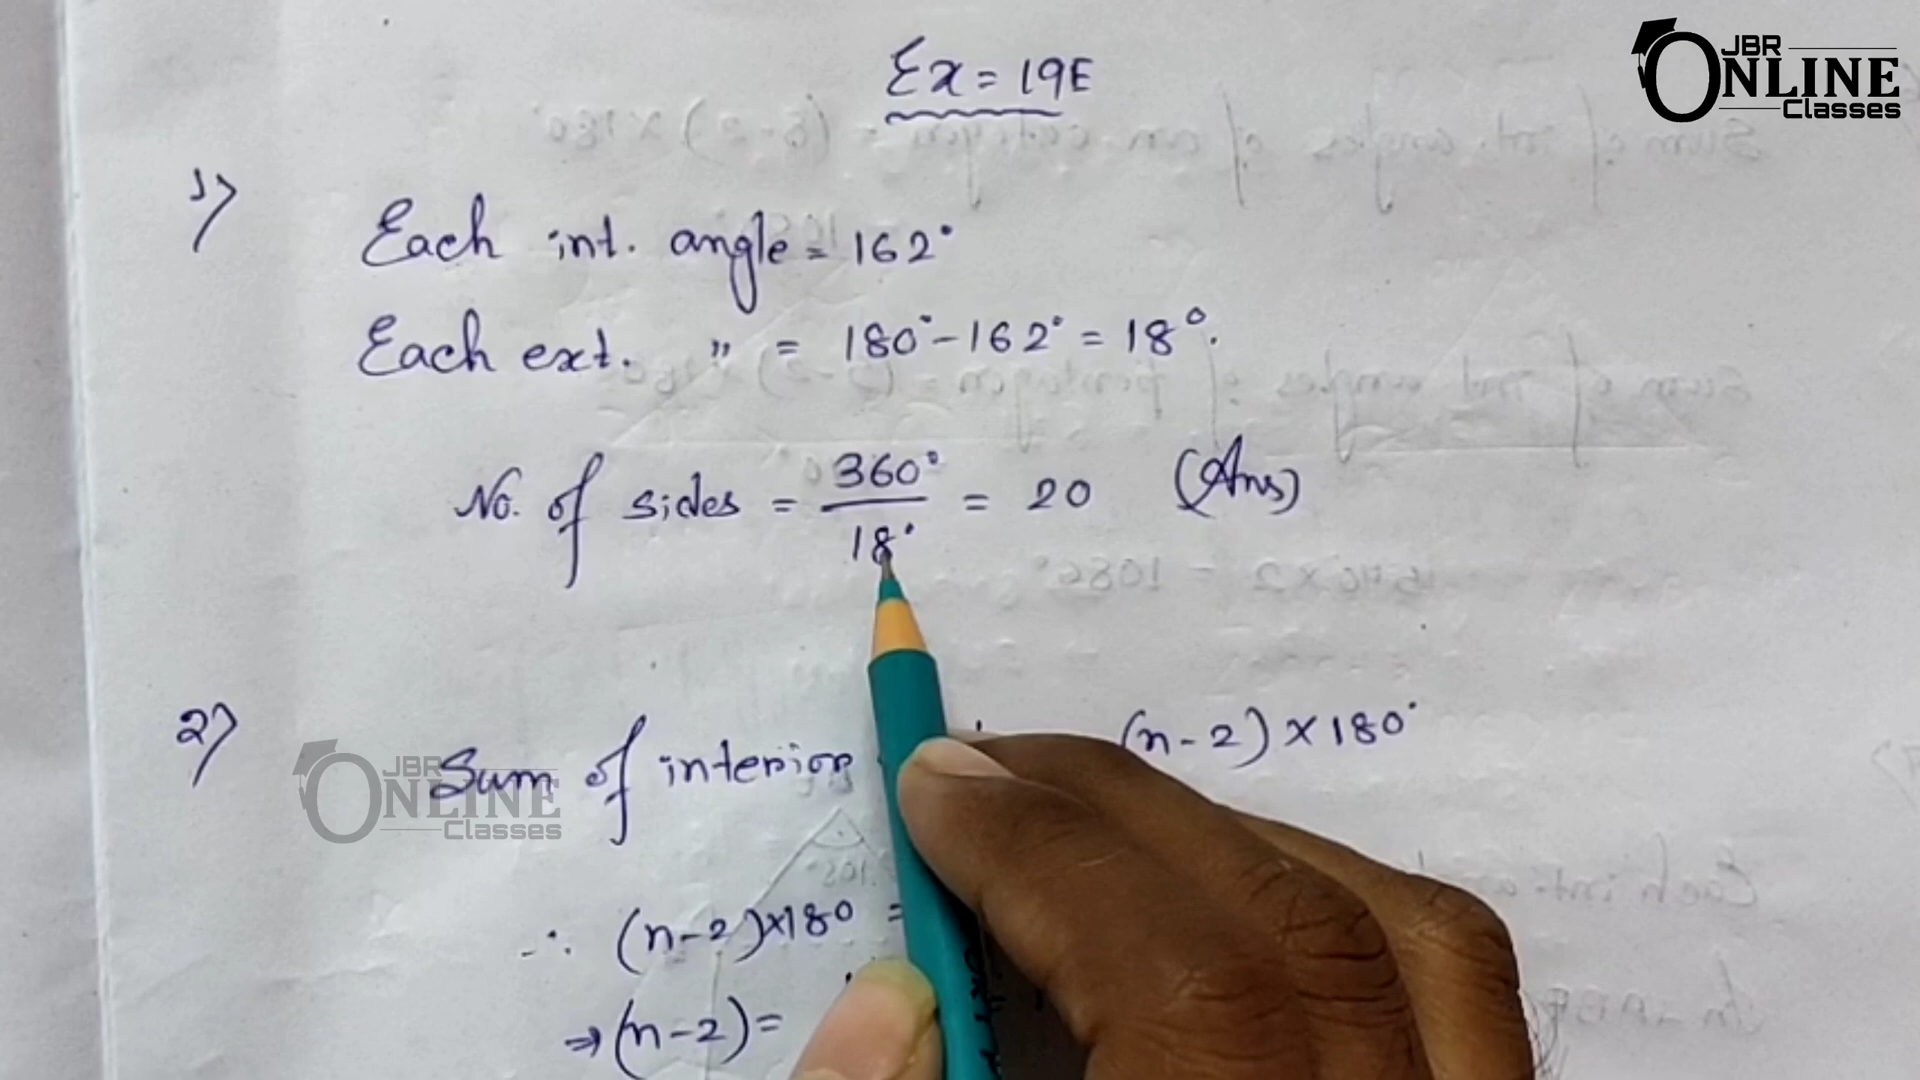 JBR
ONLINE
Classes
Ex = 19E
1) Each int. angle = 162°
Each ext. " = 180° - 162° = 18°.
No. of sides = 360° / 18° = 20 (Ans)
2) Sum of interior (n-2) × 180°
JBR
ONLINE
Classes
∴ (n-2)×180 =
⇒ (n-2) =